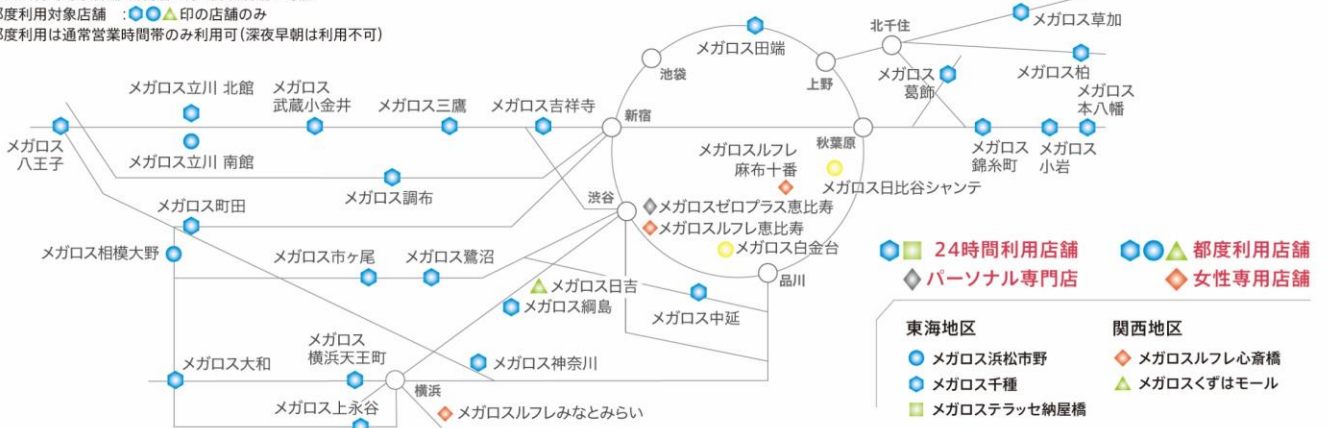 都度利用対象店舗 ：印の店舗のみ
都度利用は通常営業時間帯のみ利用可(深夜早朝は利用不可)
北千住
メガロス草加
メガロス田端
池袋
上野
メガロス柏
メガロス
葛飾
メガロス
本八幡
メガロス立川 北館
メガロス
武蔵小金井
メガロス三鷹
メガロス吉祥寺
新宿
秋葉原
メガロス
八王子
メガロス立川 南館
メガロス
錦糸町
メガロス
小岩
メガロスルフレ
麻布十番
メガロス日比谷シャンテ
メガロス調布
渋谷
メガロスゼロプラス恵比寿
メガロスルフレ恵比寿
メガロス白金台
メガロス町田
メガロス相模大野
メガロス市ヶ尾
メガロス鷺沼
品川
メガロス日吉
メガロス綱島
メガロス中延
メガロス大和
メガロス
横浜天王町
メガロス神奈川
横浜
メガロス上永谷
メガロスルフレみなとみらい
24時間利用店舗
都度利用店舗
パーソナル専門店
女性専用店舗
東海地区
メガロス浜松市野
メガロス千種
メガロステラッセ納屋橋
関西地区
メガロスルフレ心斎橋
メガロスくずはモール